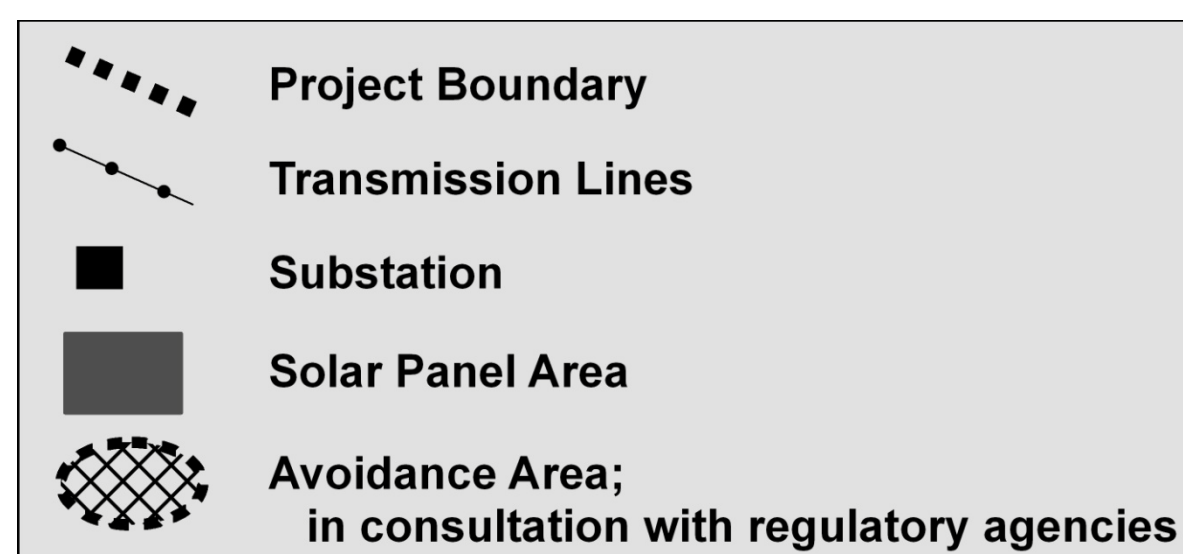 Project Boundary
Transmission Lines
Substation
Solar Panel Area
Avoidance Area;
in consultation with regulatory agencies